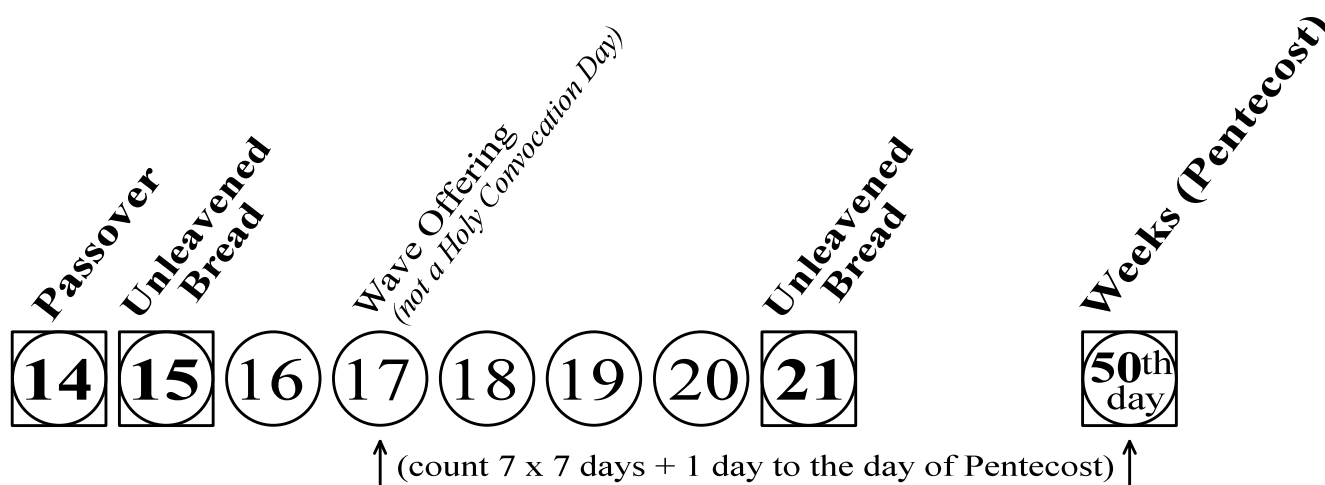 Passover
Unleavened
Bread
Wave Offering
(not a Holy Convocation Day)
Unleavened
Bread
Weeks (Pentecost)
14 15 16 17 18 19 20 21 50th
day
(count 7 x 7 days + 1 day to the day of Pentecost)